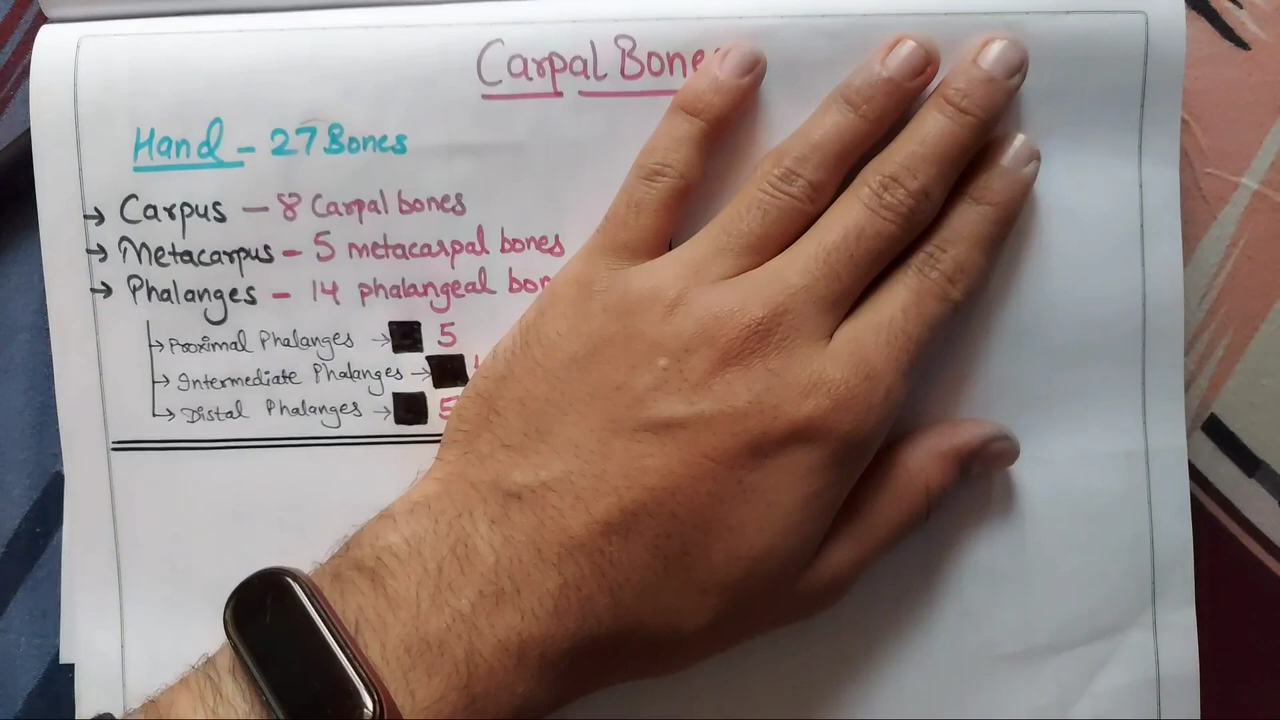 Carpal Bone
Hand - 27 Bones
→ Carpus - 8 Carpal bones
→ Metacarpus - 5 metacarpal bones
→ Phalanges - 14 phalangeal bon
→ Proximal Phalanges → 5
→ Intermediate Phalanges →
→ Distal Phalanges → 5